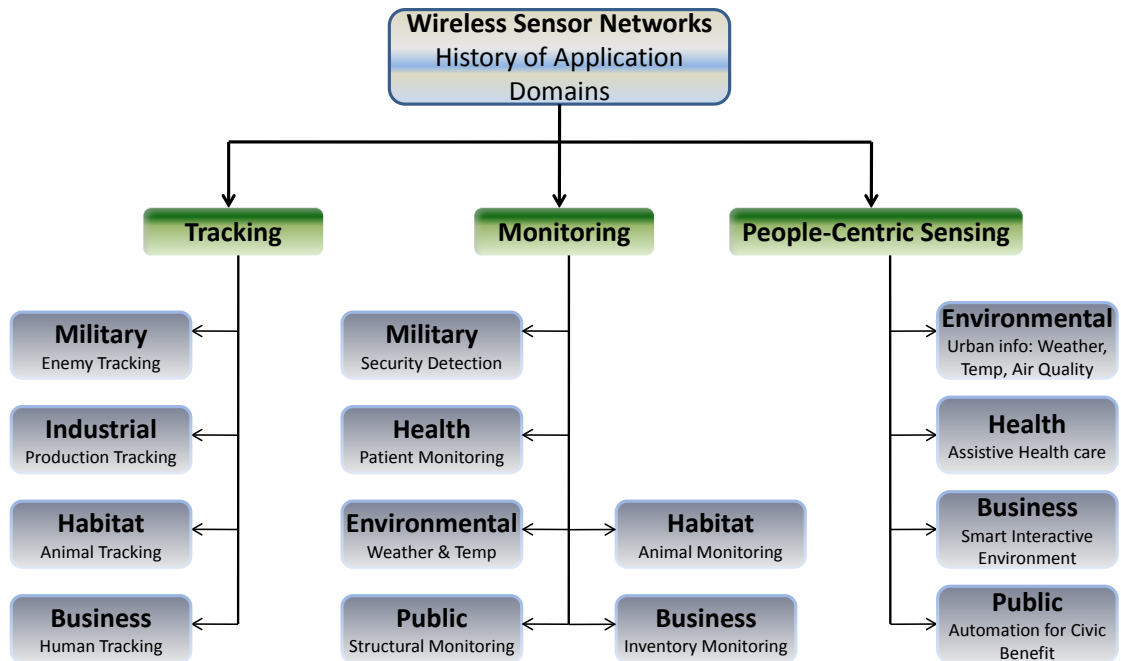 Wireless Sensor Networks
History of Application
Domains
Tracking
Military
Enemy Tracking
Industrial
Production Tracking
Habitat
Animal Tracking
Business
Human Tracking
Monitoring
Military
Security Detection
Health
Patient Monitoring
Environmental
Weather & Temp
Public
Structural Monitoring
Habitat
Animal Monitoring
Business
Inventory Monitoring
People-Centric Sensing
Environmental
Urban info: Weather,
Temp, Air Quality
Health
Assistive Health care
Business
Smart Interactive
Environment
Public
Automation for Civic
Benefit